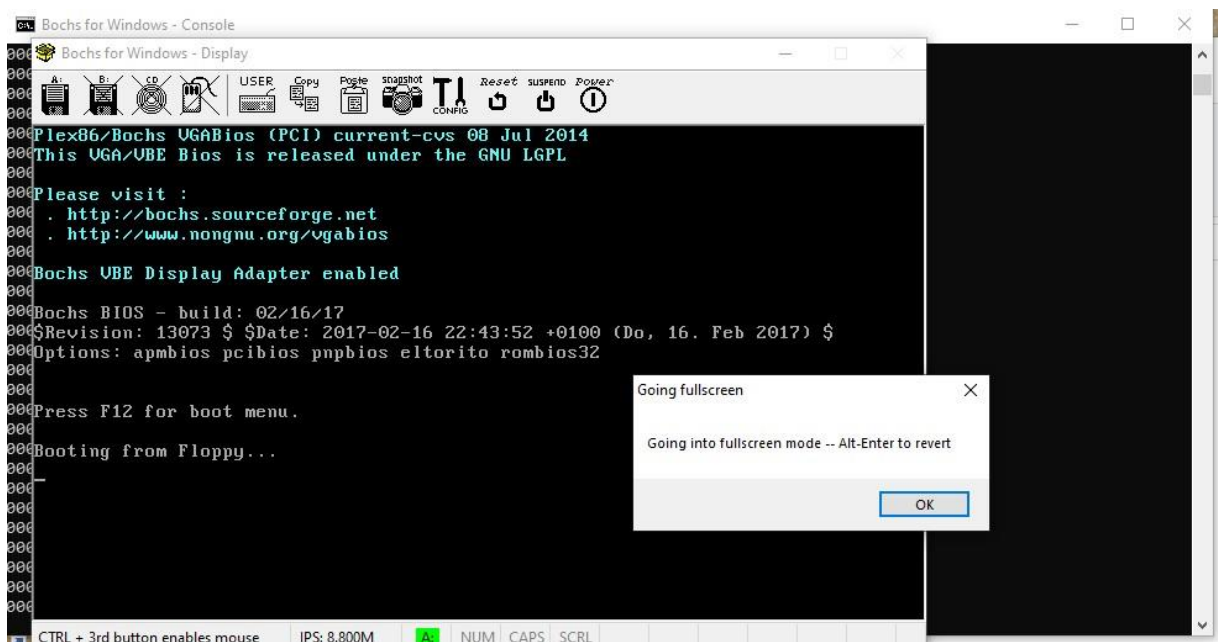 Bochs for Windows - Console
Bochs for Windows - Display
A:
B:
CD
USER
Copy
Poste
snapshot
CONFIG
Reset
SUSPEND
Power
Plex86/Bochs VGABios (PCI) current-cvs 08 Jul 2014
This VGA/VBE Bios is released under the GNU LGPL
Please visit :
. http://bochs.sourceforge.net
. http://www.nongnu.org/vgabios
Bochs VBE Display Adapter enabled
Bochs BIOS - build: 02/16/17
$Revision: 13073 $ $Date: 2017-02-16 22:43:52 +0100 (Do, 16. Feb 2017) $
Options: apmbios pcibios pnpbios eltorito rombios32
Going fullscreen
Press F12 for boot menu.
Going into fullscreen mode -- Alt-Enter to revert
Booting from Floppy...
OK
CTRL + 3rd button enables mouse
IPS: 8.800M
A:
NUM
CAPS
SCRL